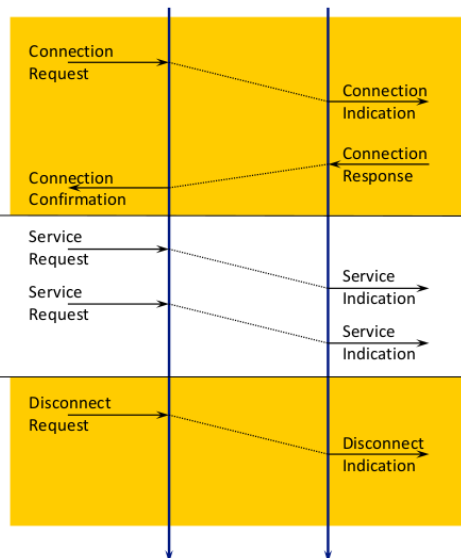 Connection
Request
Connection
Indication
Connection
Response
Connection
Confirmation
Service
Request
Service
Indication
Service
Request
Service
Indication
Disconnect
Request
Disconnect
Indication